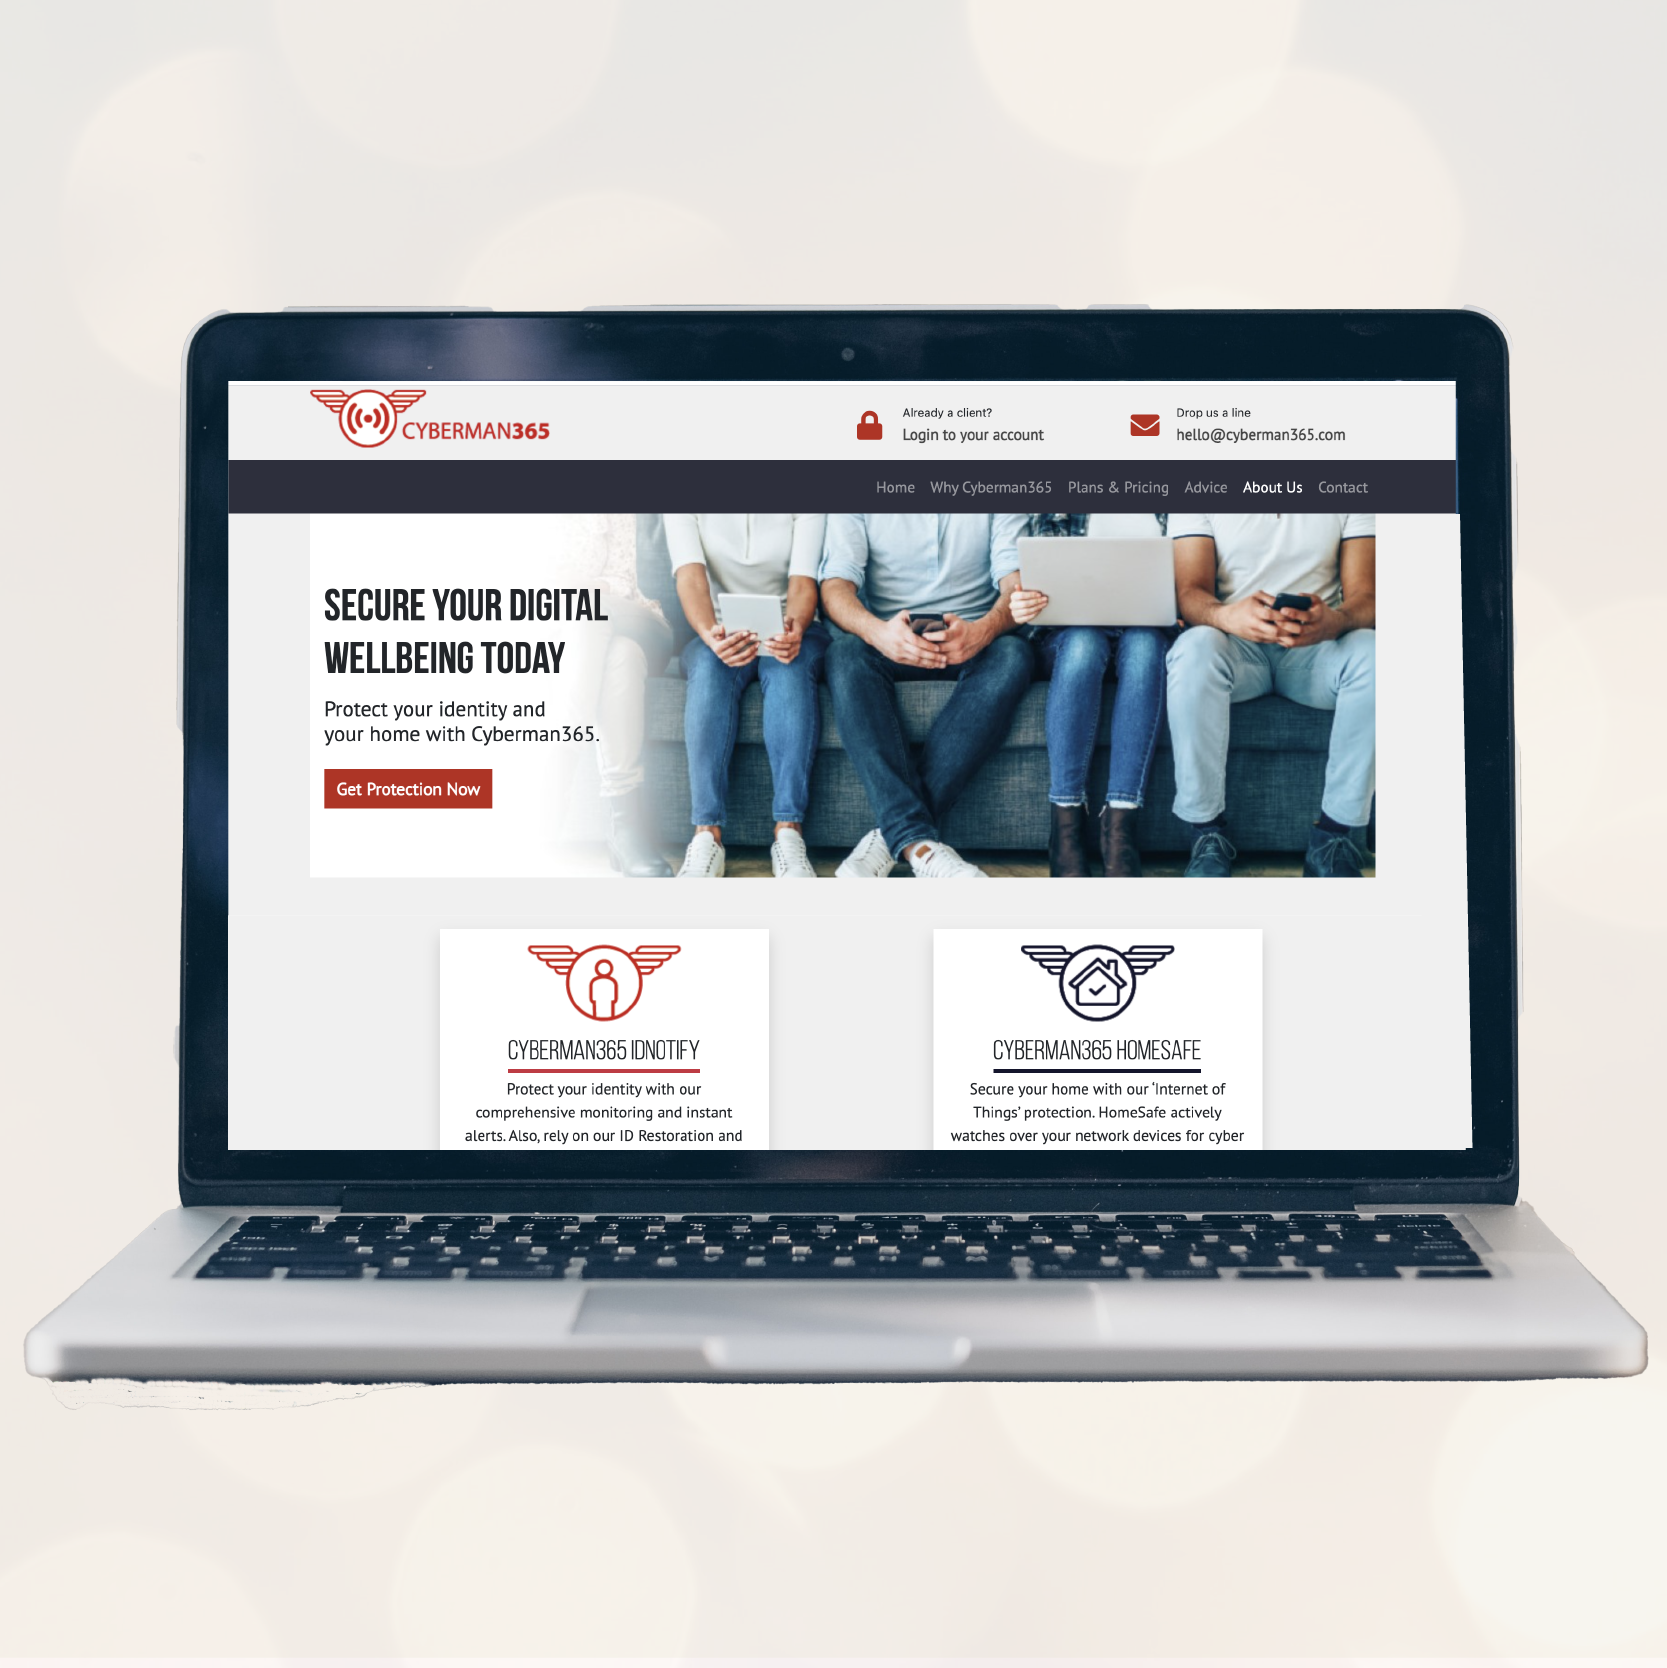 CYBERMAN365
Already a client?
Login to your account
Drop us a line
hello@cyberman365.com
Home Why Cyberman365 Plans & Pricing Advice About Us Contact
SECURE YOUR DIGITAL
WELLBEING TODAY
Protect your identity and
your home with Cyberman365.
Get Protection Now
CYBERMAN365 IDNOTIFY
Protect your identity with our
comprehensive monitoring and instant
alerts. Also, rely on our ID Restoration and
CYBERMAN365 HOMESAFE
Secure your home with our ‘Internet of
Things’ protection. HomeSafe actively
watches over your network devices for cyber